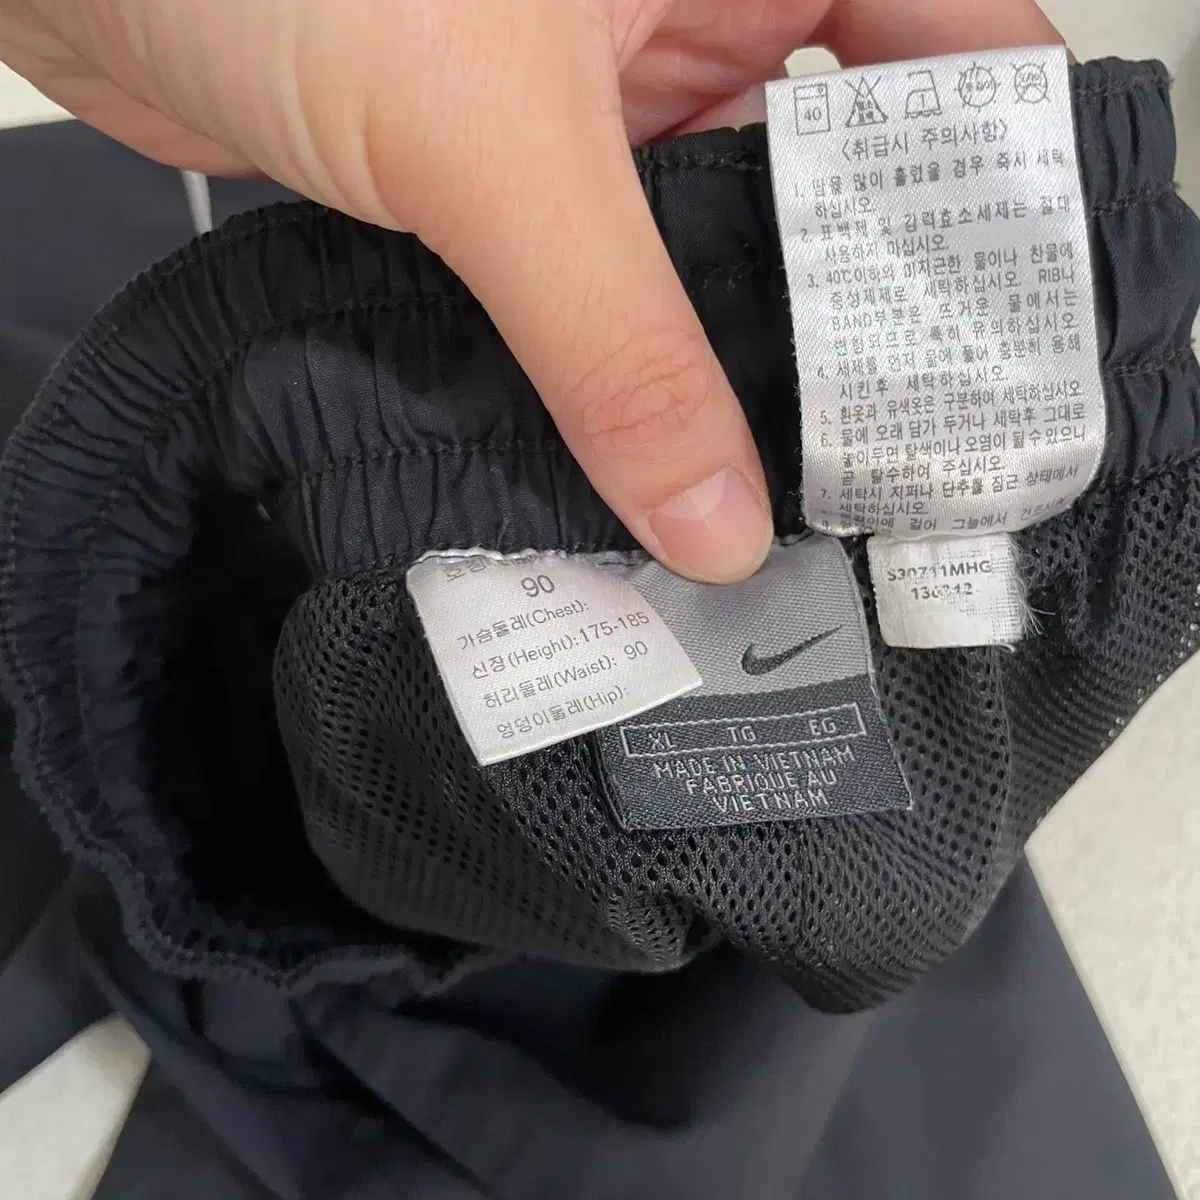 40
<취급시 주의사항>
1. 땀을 많이 흘렸을 경우 즉시 세탁
하십시오.
2. 표백제 및 강력효소세제는 절대
사용하지 마십시오.
3. 40℃이하의 미지근한 물이나 찬물에
중성세제로 세탁하십시오. RIB나
BAND부분은 뜨거운 물에서는
변형되므로 특히 유의하십시오.
4. 세제를 먼저 물에 풀어 충분히 용해
시킨후 세탁하십시오.
5. 흰옷과 유색옷은 구분하여 세탁하십시오
6. 물에 오래 담가 두거나 세탁후 그대로
놓아두면 탈색이나 오염이 될 수있으니
탈수하여 주십시오.
7. 세탁시 지퍼나 단추를 잠근 상태에서
세탁하십시오.
걸어 그늘에서
S30711MHG
90
가슴둘레(Chest):
신장(Height):175-185
허리둘레(Waist): 90
엉덩이둘레(Hip):
XL TG EG
MADE IN VIETNAM
FABRIQUE AU
VIETNAM